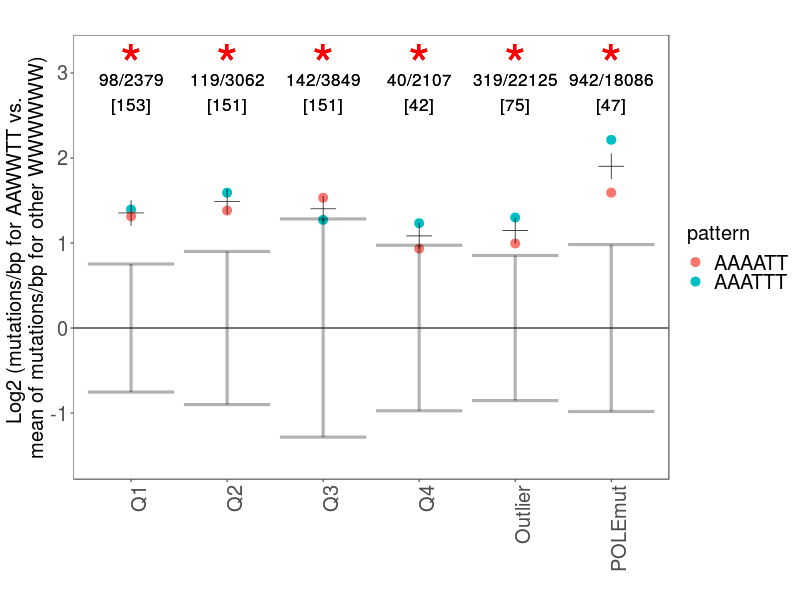 * * * * * *
98/2379 119/3062 142/3849 40/2107 319/22125 942/18086
[153] [151] [151] [42] [75] [47]
Log2 (mutations/bp for AAWWTT vs.
mean of mutations/bp for other WWWWWW)
3
2
1
0
-1
Q1 Q2 Q3 Q4 Outlier POLEmut
pattern
AAAATT
AAATTT